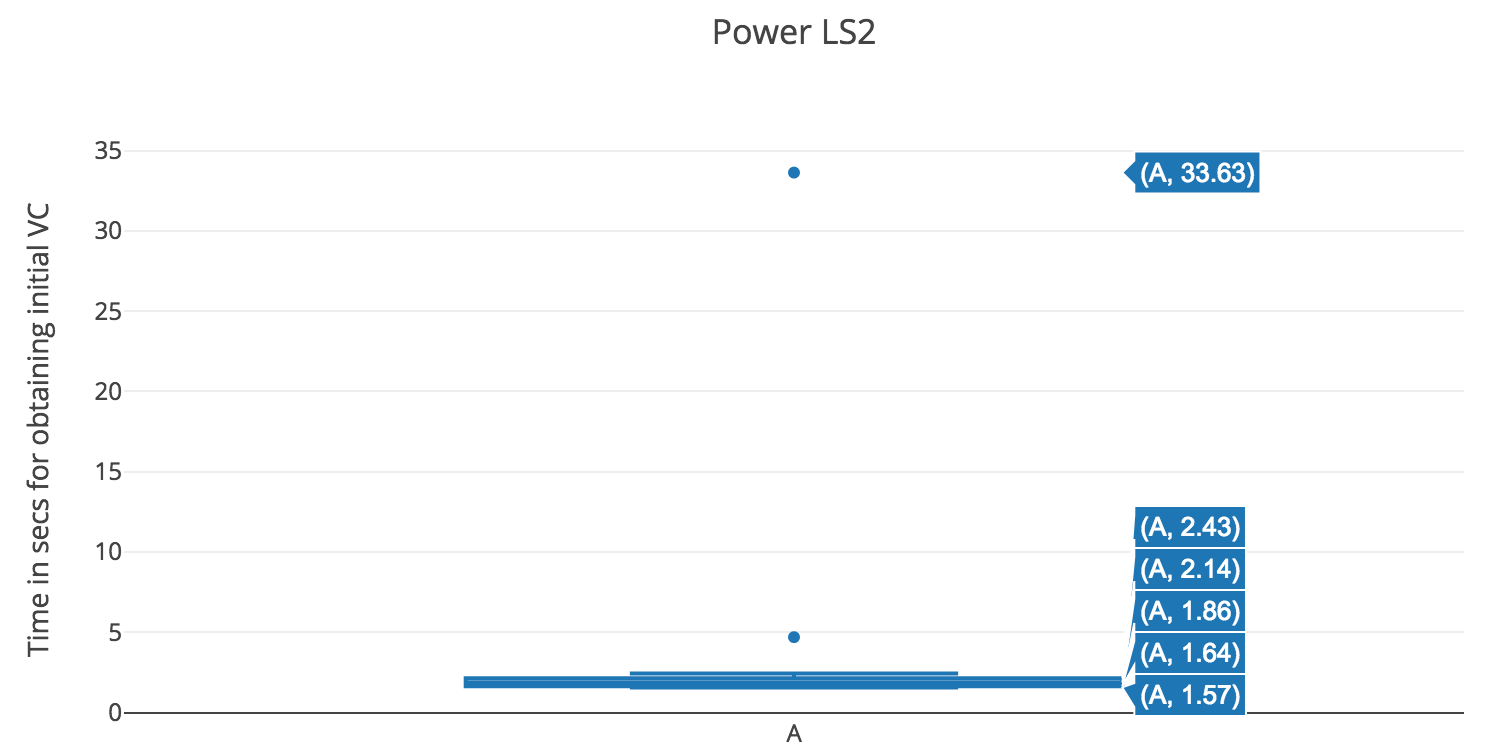 Power LS2
Time in secs for obtaining initial VC
35
30
25
20
15
10
5
0
(A, 33.63)
(A, 2.43)
(A, 2.14)
(A, 1.86)
(A, 1.64)
(A, 1.57)
A